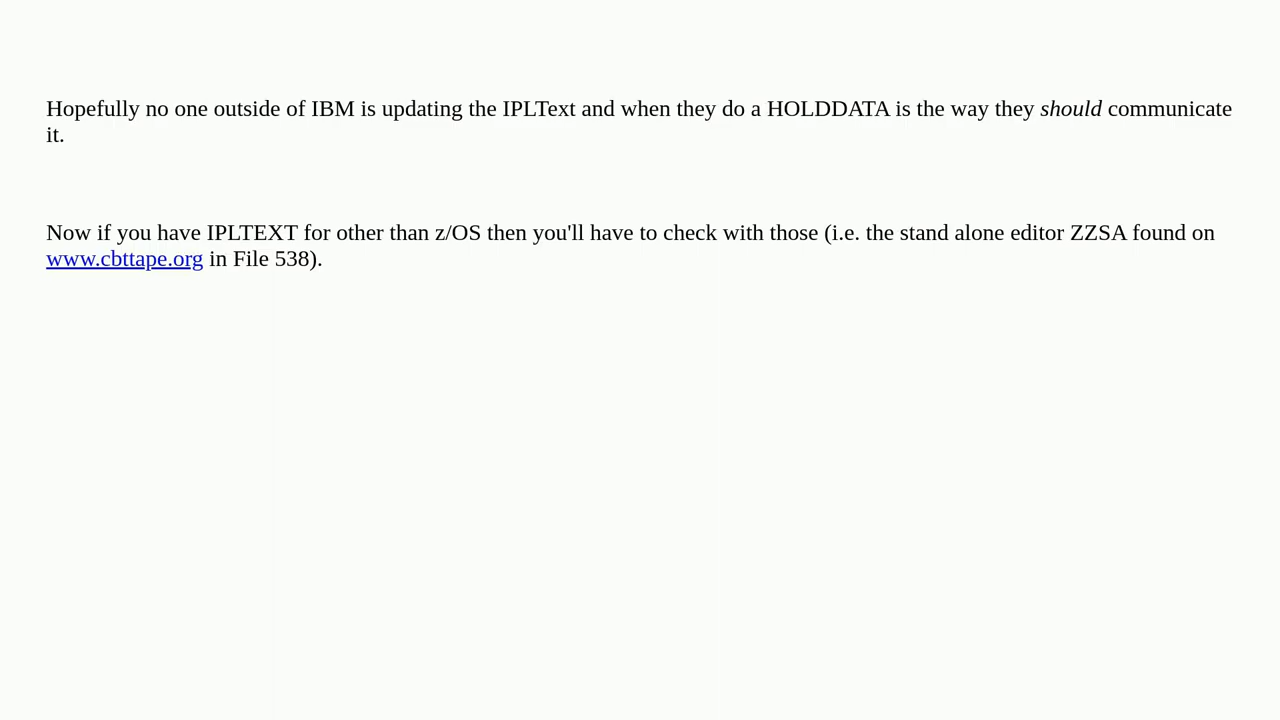 Hopefully no one outside of IBM is updating the IPLText and when they do a HOLDDATA is the way they should communicate
it.
Now if you have IPLTEXT for other than z/OS then you'll have to check with those (i.e. the stand alone editor ZZSA found on
www.cbttape.org in File 538).